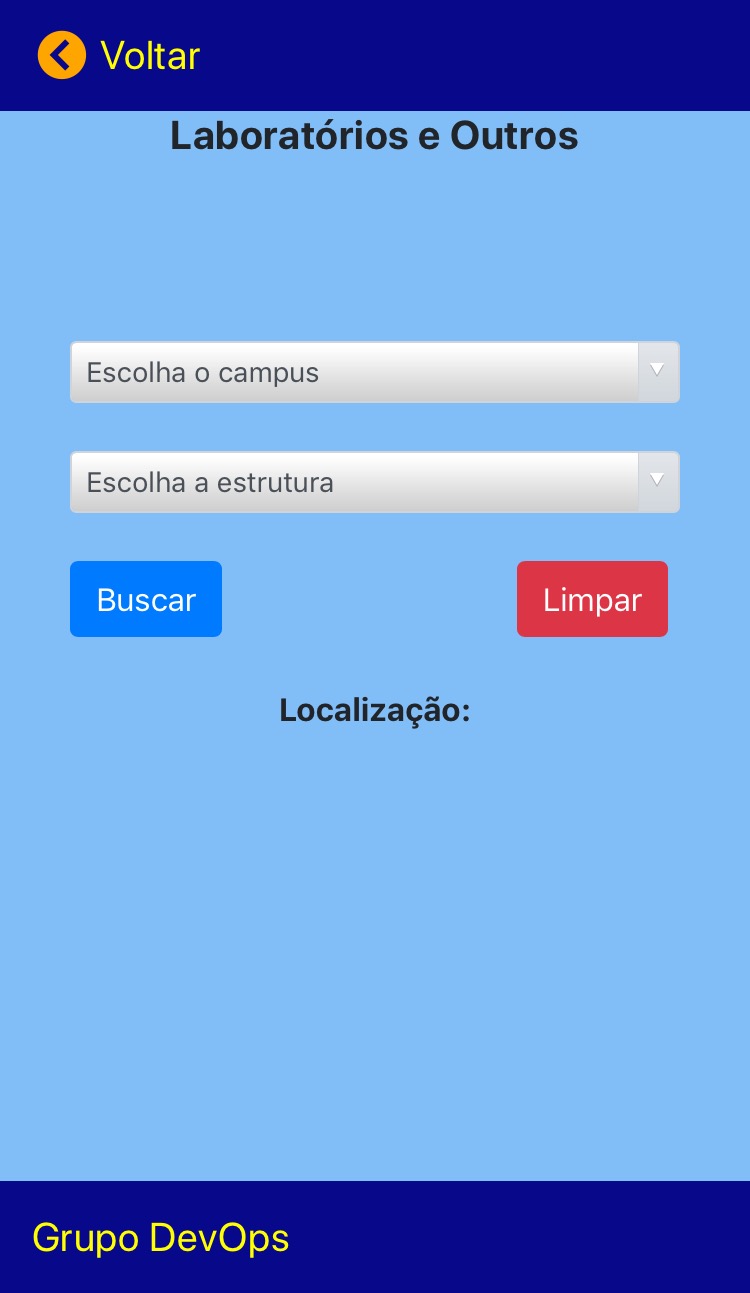 Voltar
Laboratórios e Outros
Escolha o campus
Escolha a estrutura
Buscar
Limpar
Localização:
Grupo DevOps